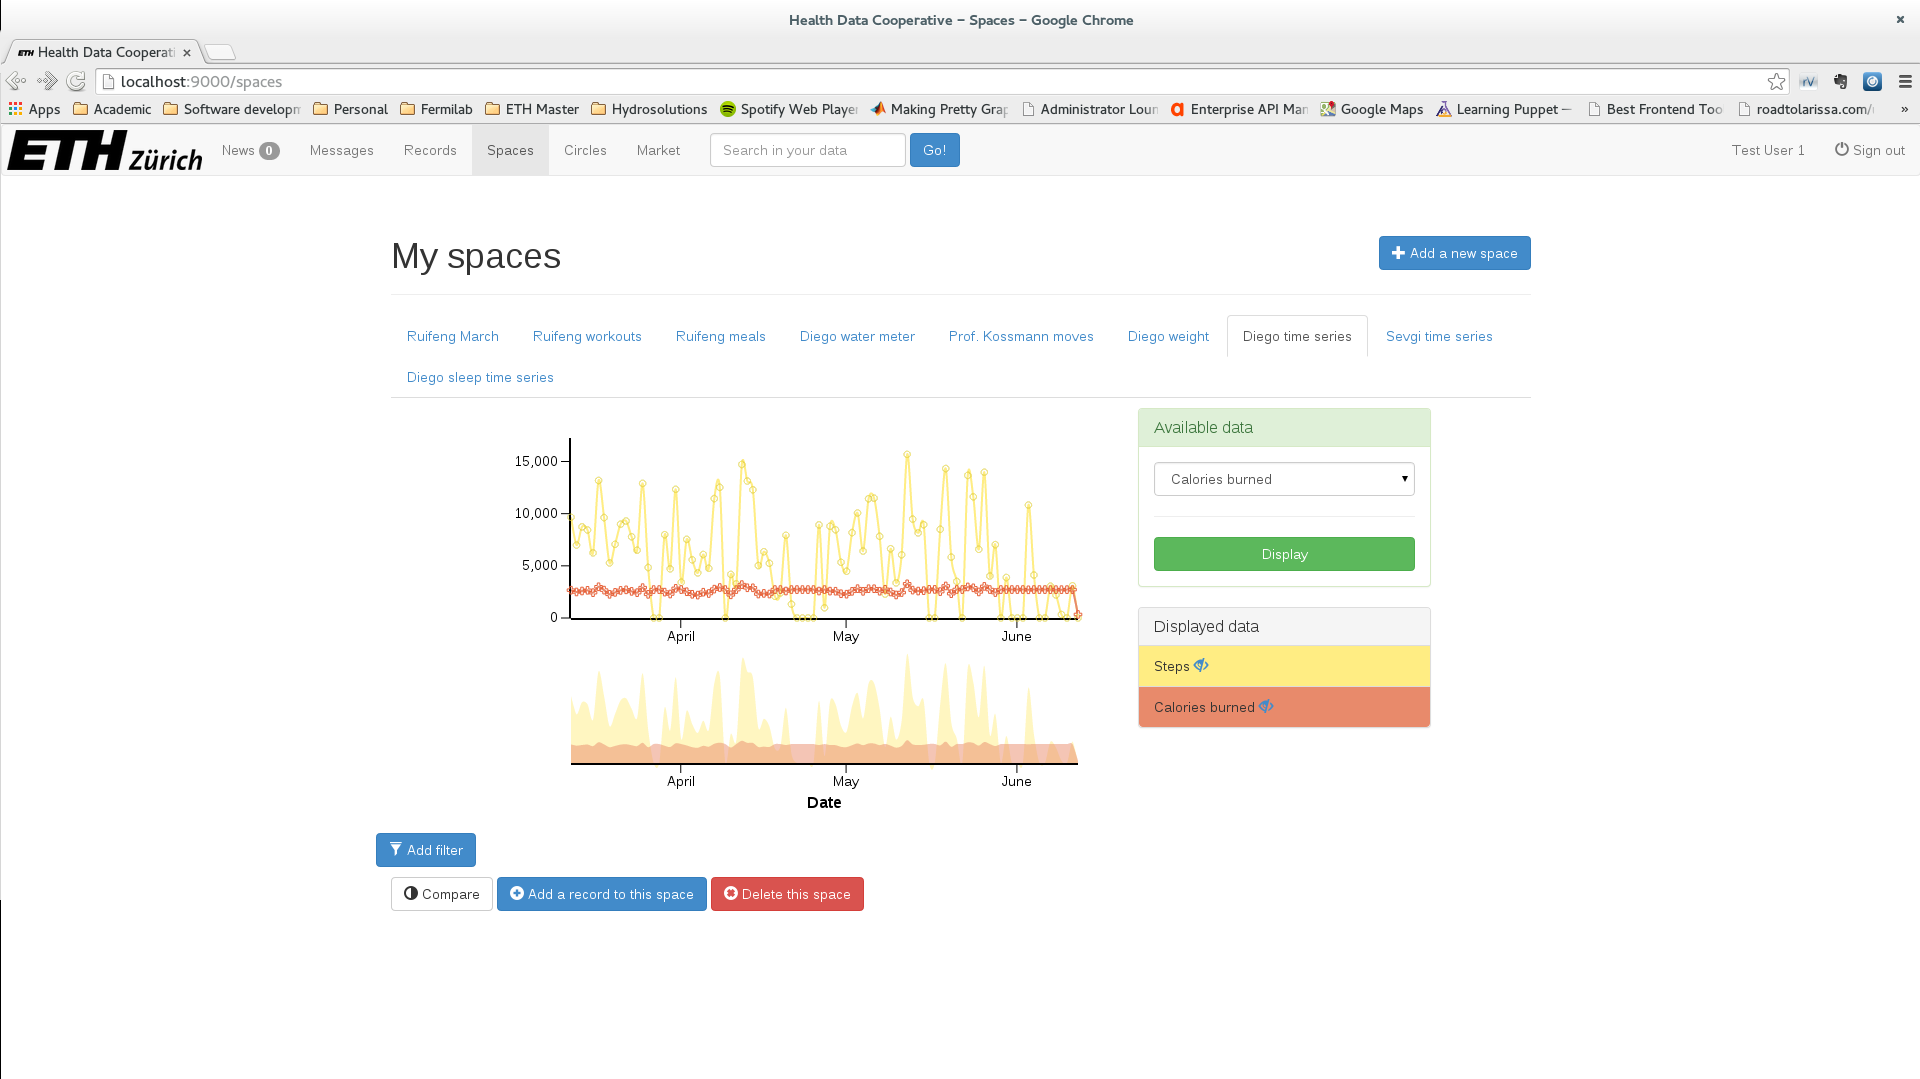 Health Data Cooperative – Spaces – Google Chrome
ETH Health Data Cooperati
localhost:9000/spaces
Apps Academic Software developm Personal Fermilab ETH Master Hydrosolutions Spotify Web Player Making Pretty Grap Administrator Loun Enterprise API Man Google Maps Learning Puppet — Best Frontend Too roadtolarissa.com/ »
ETH Zürich News 0 Messages Records Spaces Circles Market Search in your data Go! Test User 1 Sign out
My spaces Add a new space
Ruifeng March Ruifeng workouts Ruifeng meals Diego water meter Prof. Kossmann moves Diego weight Diego time series Sevgi time series
Diego sleep time series
Available data
Calories burned
Display
Displayed data
Steps
Calories burned
15,000
10,000
5,000
0
April May June
April May June
Date
Add filter
Compare Add a record to this space Delete this space